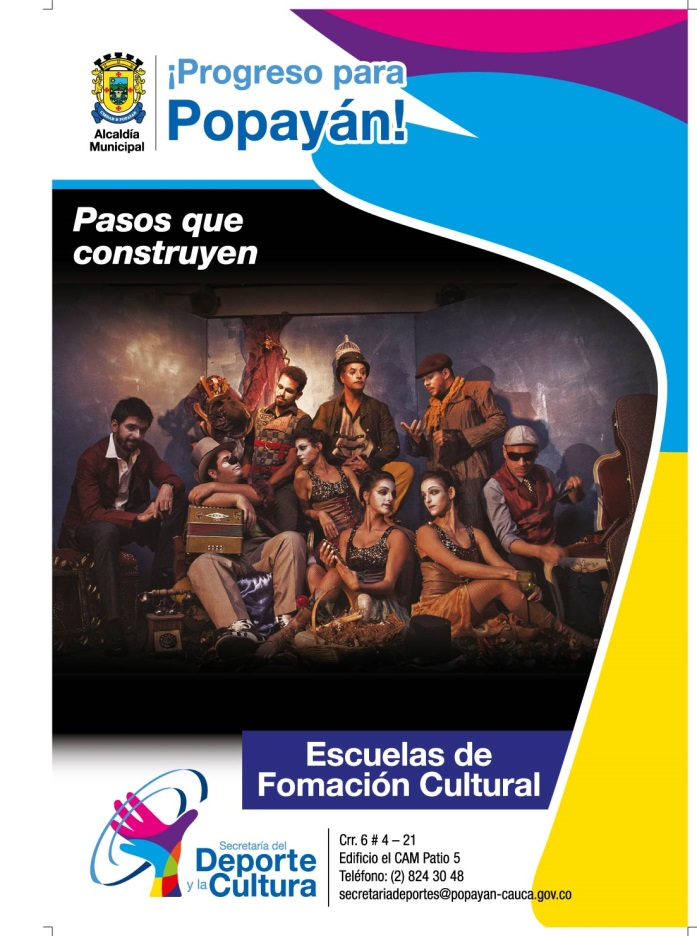 ¡Progreso para
Popayán!
Alcaldía
Municipal
Pasos que
construyen
Escuelas de
Fomación Cultural
Secretaría del
Deporte
y la Cultura
Crr. 6 # 4 – 21
Edificio el CAM Patio 5
Teléfono: (2) 824 30 48
secretariadeportes@popayan-cauca.gov.co